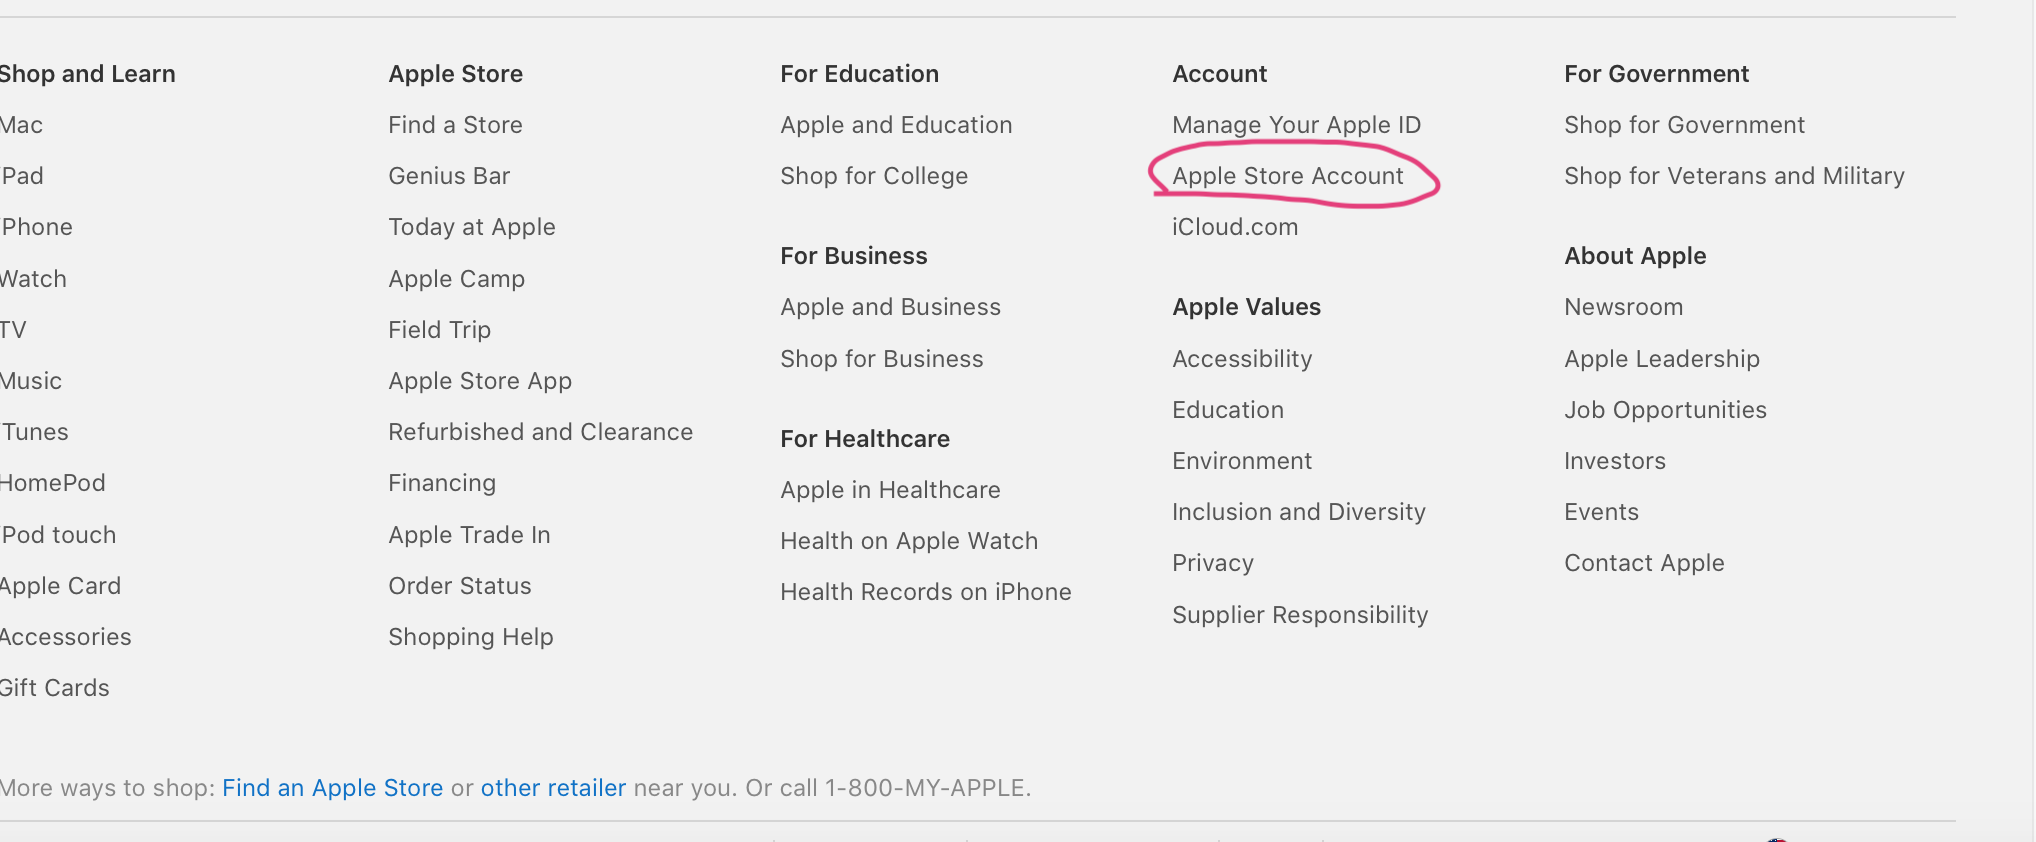 Shop and Learn
Mac
iPad
iPhone
Watch
TV
Music
iTunes
HomePod
iPod touch
Apple Card
Accessories
Gift Cards
Apple Store
Find a Store
Genius Bar
Today at Apple
Apple Camp
Field Trip
Apple Store App
Refurbished and Clearance
Financing
Apple Trade In
Order Status
Shopping Help
For Education
Apple and Education
Shop for College
For Business
Apple and Business
Shop for Business
For Healthcare
Apple in Healthcare
Health on Apple Watch
Health Records on iPhone
Account
Manage Your Apple ID
Apple Store Account
iCloud.com
Apple Values
Accessibility
Education
Environment
Inclusion and Diversity
Privacy
Supplier Responsibility
For Government
Shop for Government
Shop for Veterans and Military
About Apple
Newsroom
Apple Leadership
Job Opportunities
Investors
Events
Contact Apple
More ways to shop: Find an Apple Store or other retailer near you. Or call 1-800-MY-APPLE.